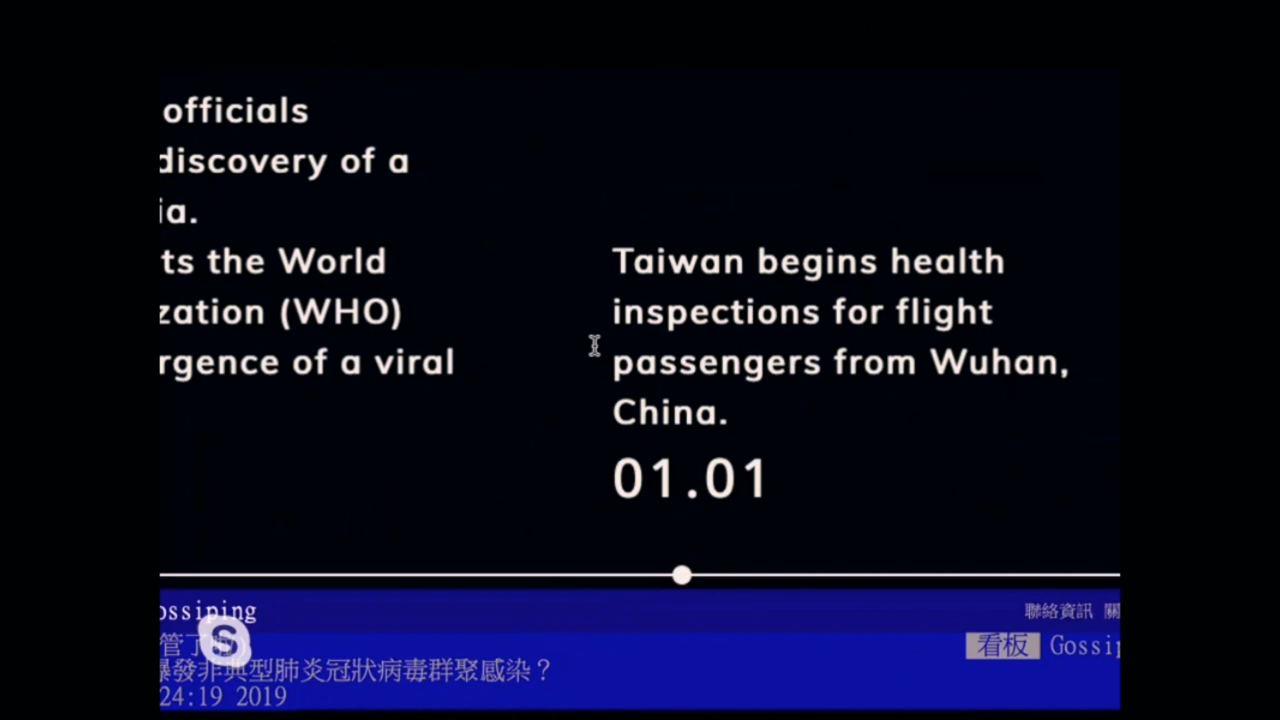 officials
discovery of a
ia.
ts the World
zation (WHO)
rgence of a viral
Taiwan begins health
inspections for flight
passengers from Wuhan,
China.
01.01
ossiping
聯絡資訊 關
管了
看板 Gossip
爆發非典型肺炎冠狀病毒群聚感染？
24:19 2019